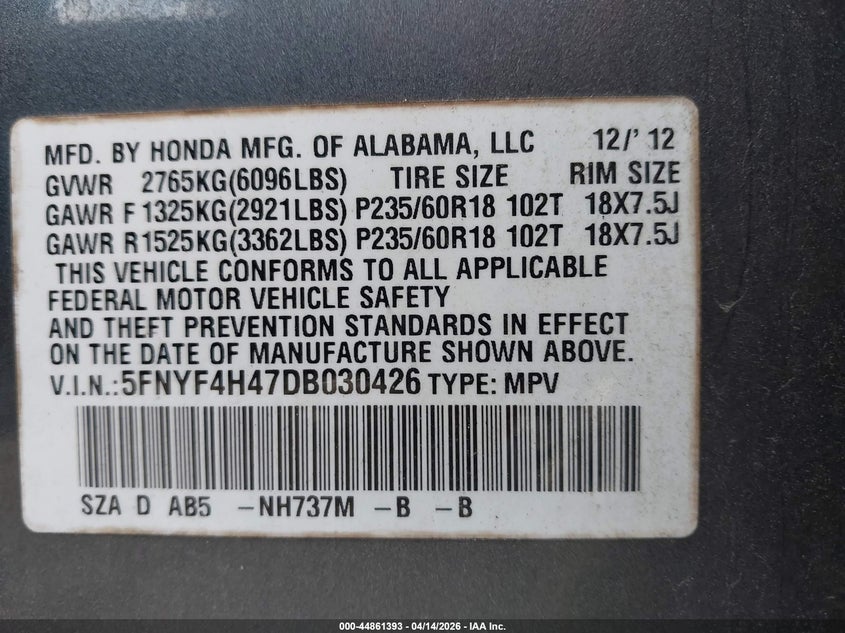 MFD. BY HONDA MFG. OF ALABAMA, LLC 12/' 12
GVWR 2765KG(6096LBS) TIRE SIZE RIM SIZE
GAWR F 1325KG(2921LBS) P235/60R18 102T 18X7.5J
GAWR R 1525KG(3362LBS) P235/60R18 102T 18X7.5J
THIS VEHICLE CONFORMS TO ALL APPLICABLE
FEDERAL MOTOR VEHICLE SAFETY
AND THEFT PREVENTION STANDARDS IN EFFECT
ON THE DATE OF MANUFACTURE SHOWN ABOVE.
V.I.N.:5FNYF4H47DB030426 TYPE: MPV
SZA D AB5 -NH737M -B -B
000-44861393 - 04/14/2026 - IAA Inc.